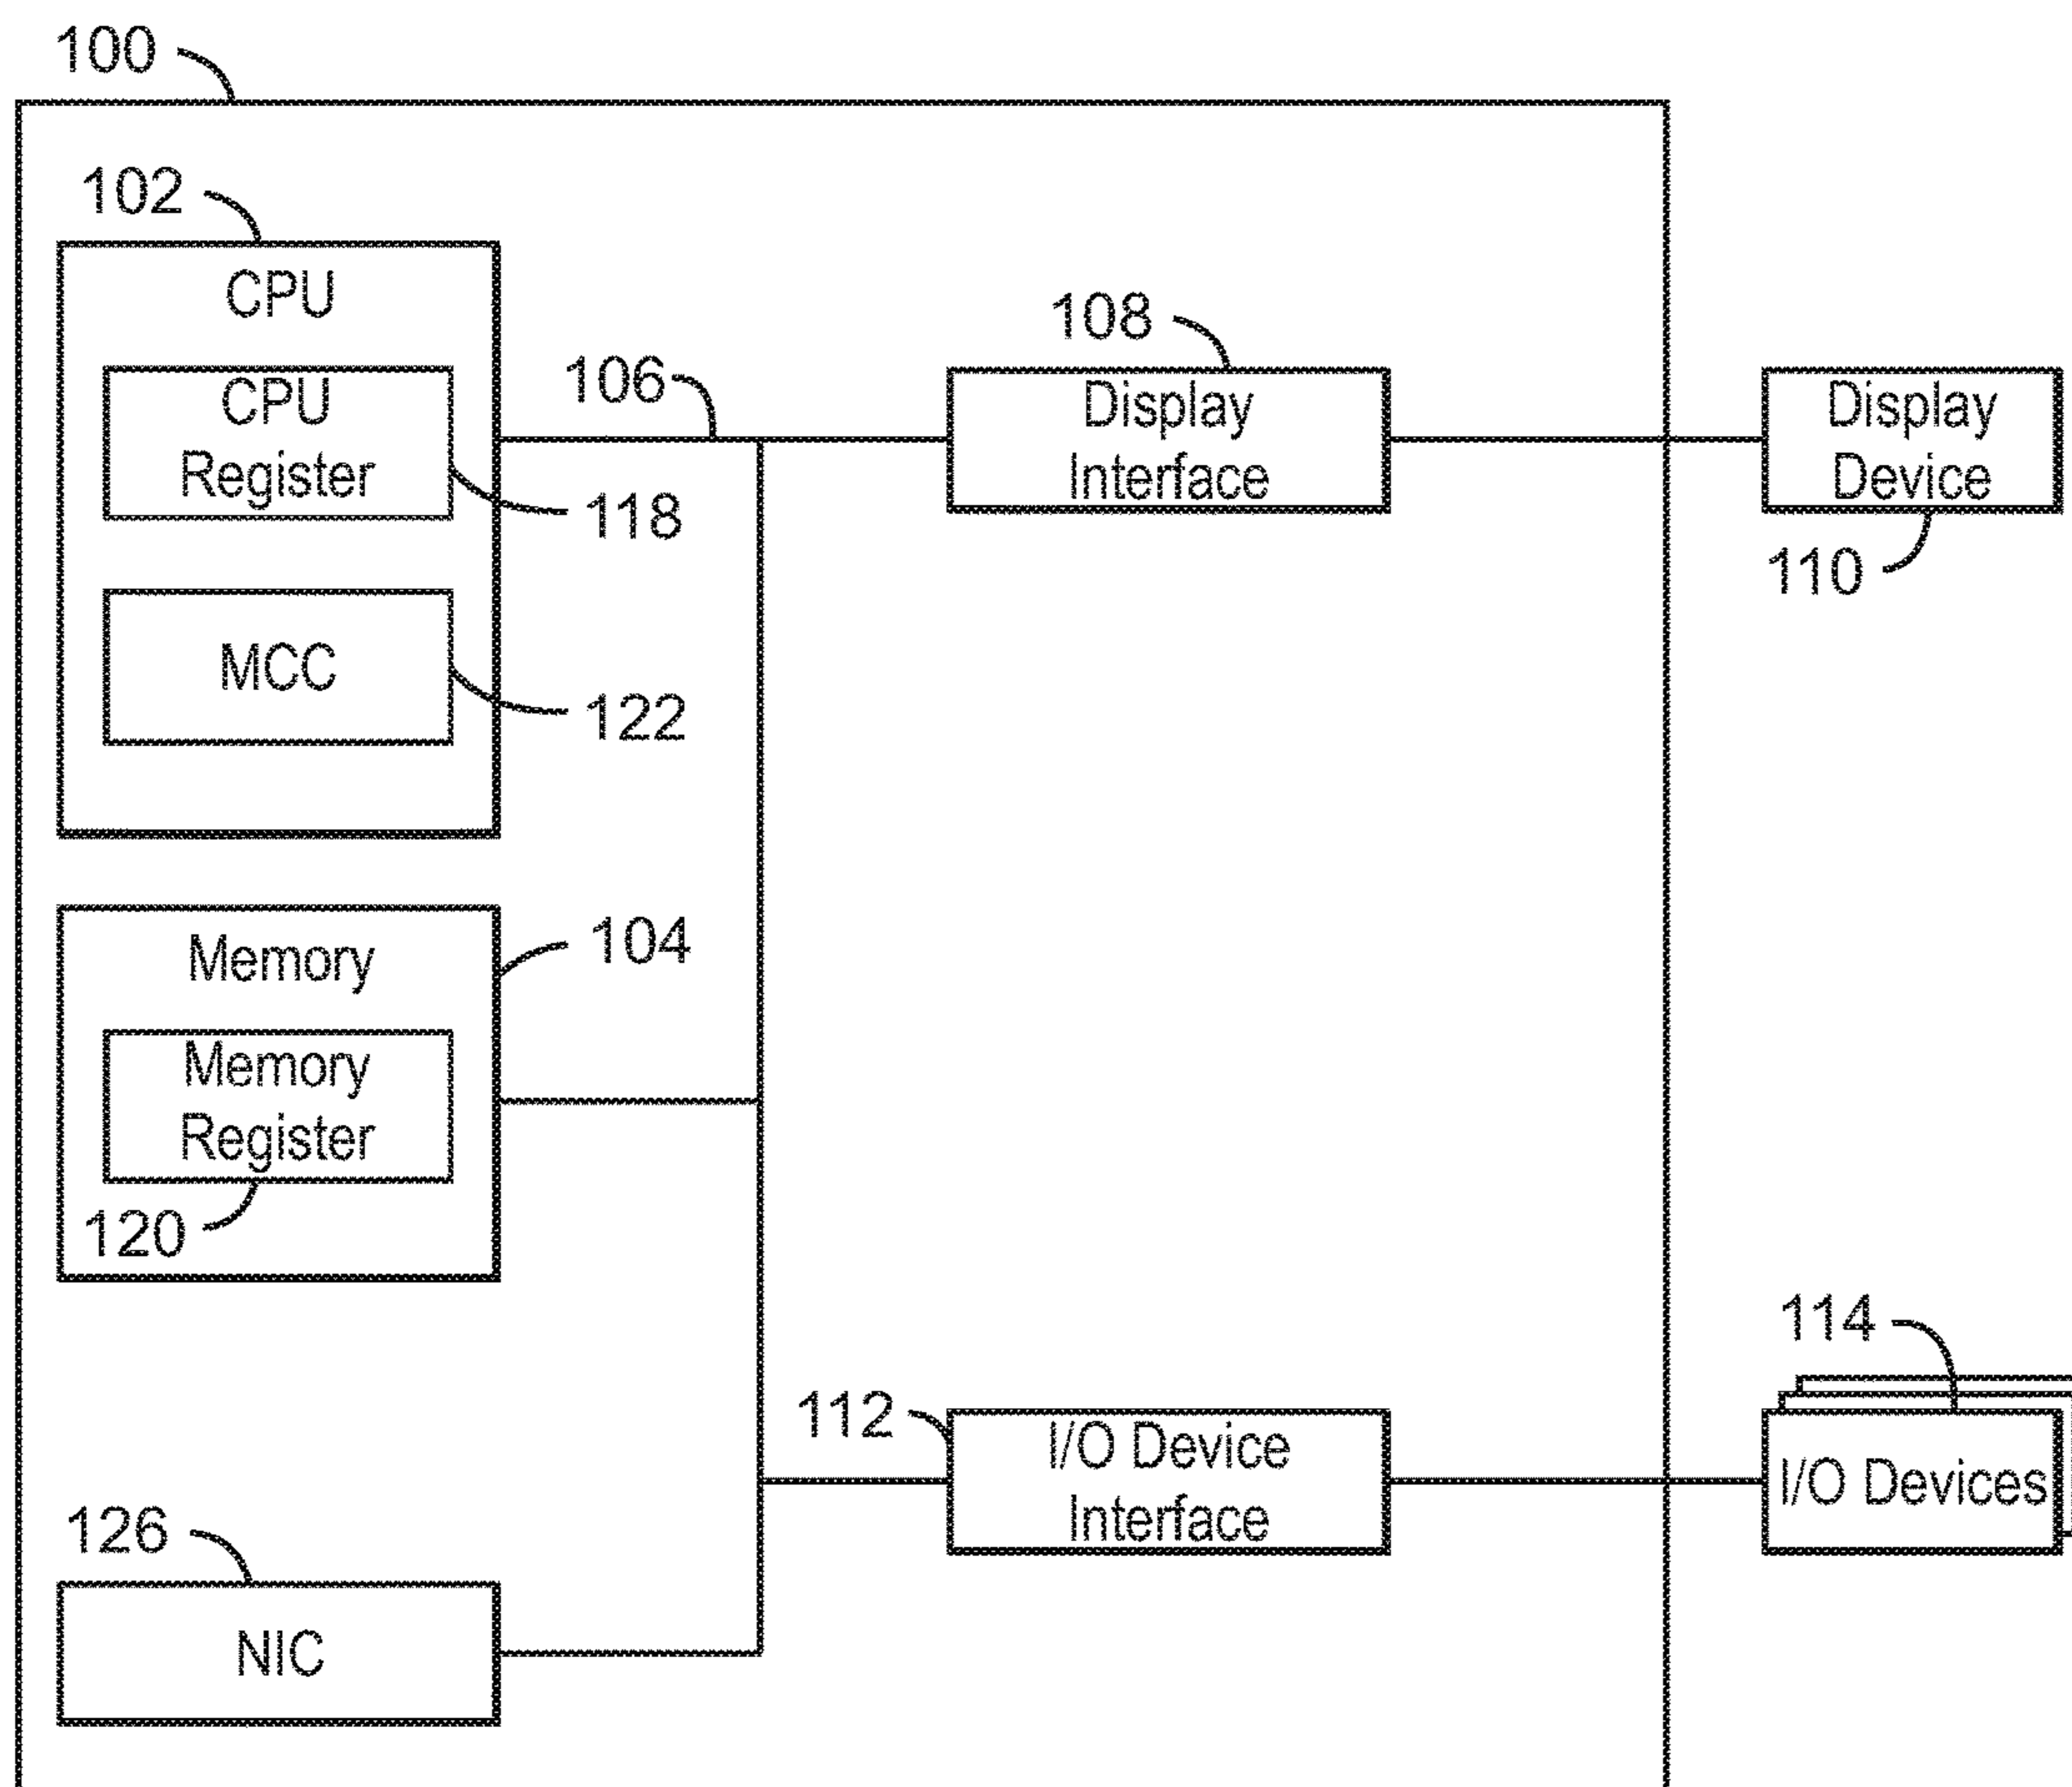 100
102
CPU
108
106
CPU
Register
Display
Interface
Display
Device
118
110
MCC
122
104
Memory
Memory
Register
120
114
112
I/O Device
Interface
I/O Devices
126
NIC